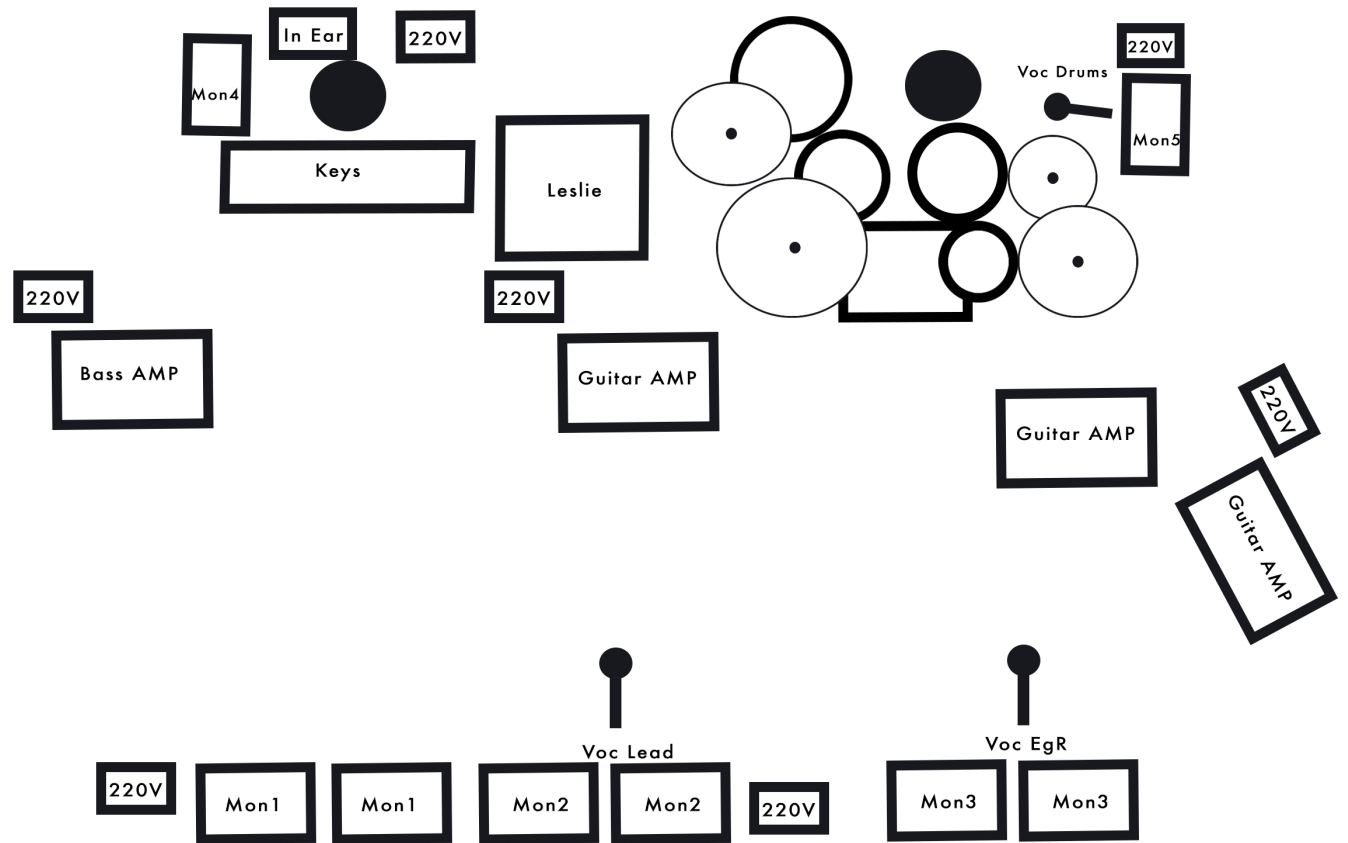 In Ear
220V
220V
Voc Drums
Mon4
Mon5
Keys
Leslie
220V
220V
Bass AMP
Guitar AMP
220V
Guitar AMP
Guitar AMP
Voc Lead
Voc EgR
220V
Mon1
Mon1
Mon2
Mon2
220V
Mon3
Mon3